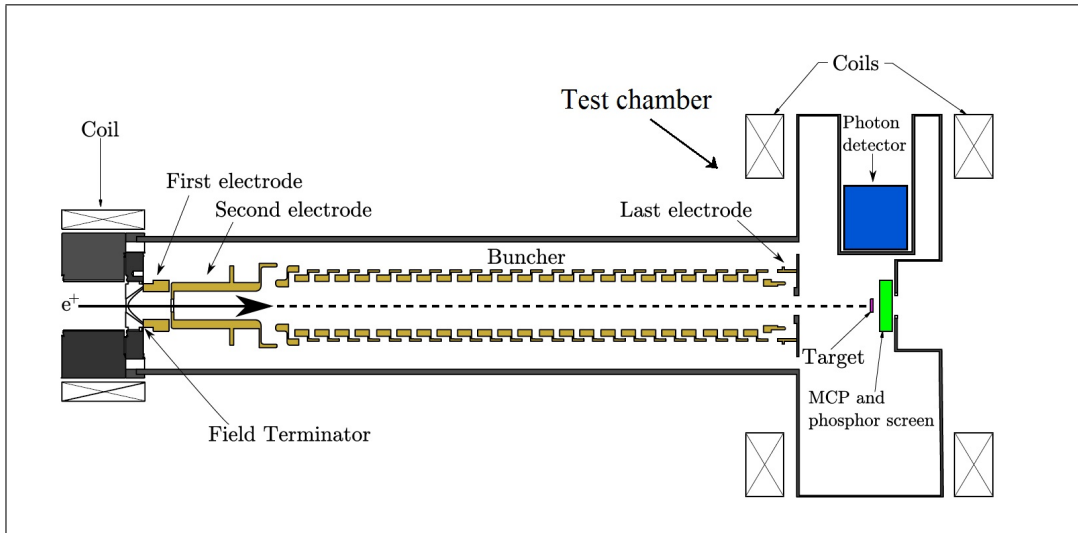 Coils
Test chamber
Photon
detector
Coil
First electrode
Second electrode
Last electrode
Buncher
e⁺
Target
MCP and
phosphor screen
Field Terminator